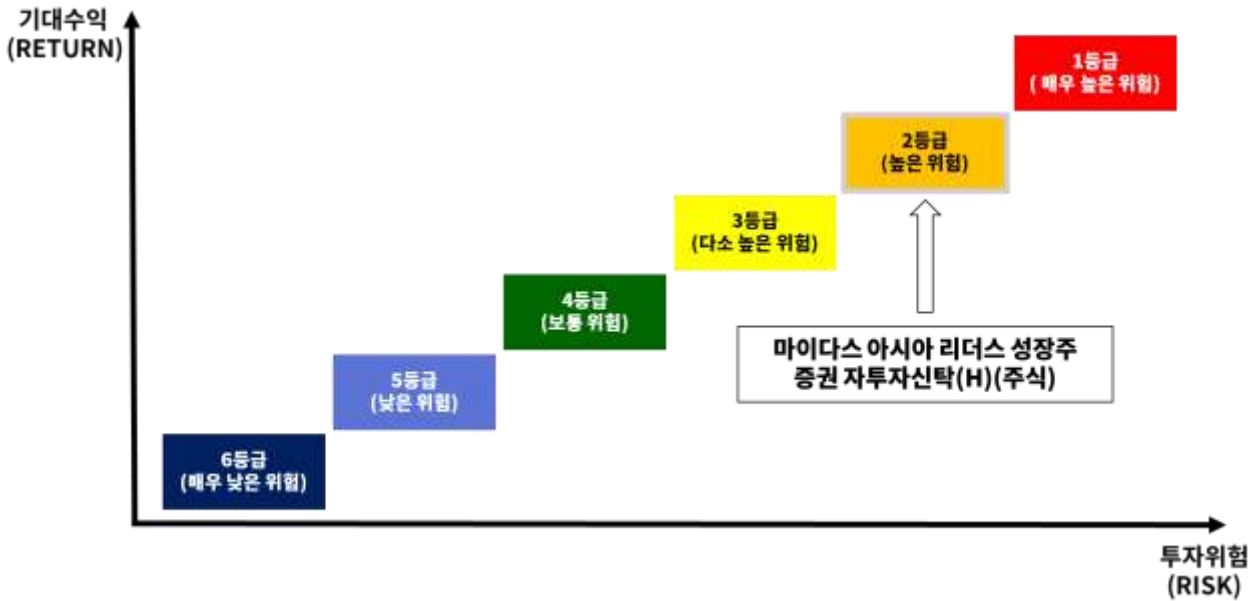 기대수익
(RETURN)
1등급
( 매우 높은 위험)
2등급
(높은 위험)
3등급
(다소 높은 위험)
4등급
(보통 위험)
마이다스 아시아 리더스 성장주
증권 자투자신탁(H)(주식)
5등급
(낮은 위험)
6등급
(매우 낮은 위험)
투자위험
(RISK)